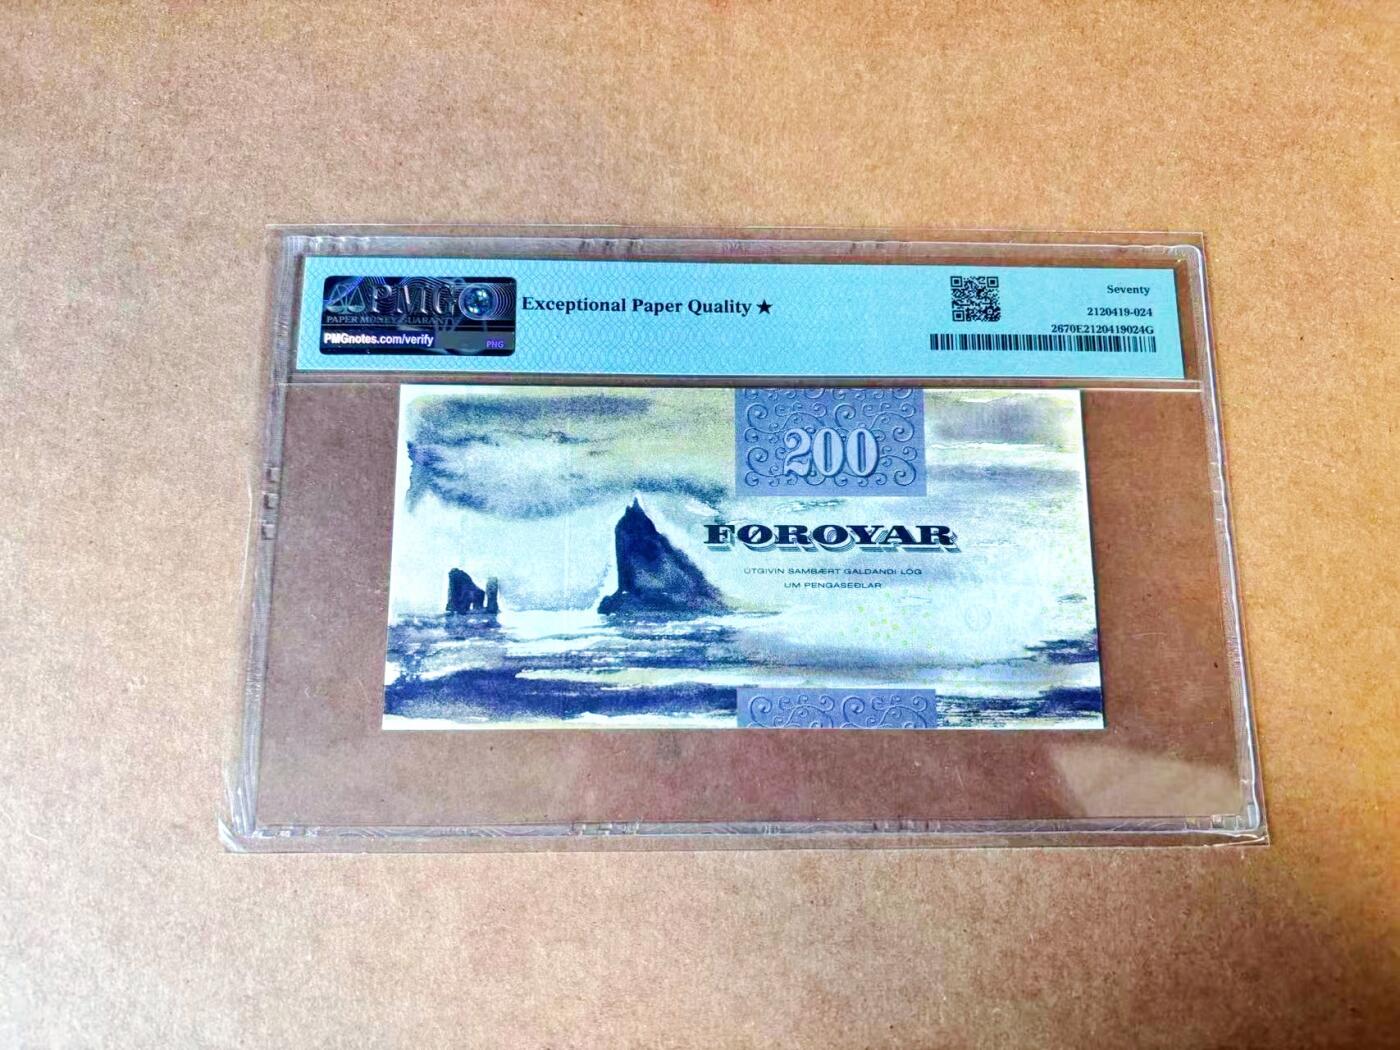 PMG
PAPER MONEY GUARANTY
PMGnotes.com/verify
PNG
Exceptional Paper Quality ★
Seventy
2120419-024
2670E2120419024G
200
FØROYAR
ÚTGIVIN SAMBÆRT GALDANDI LÓG
UM PENGASEÐLAR